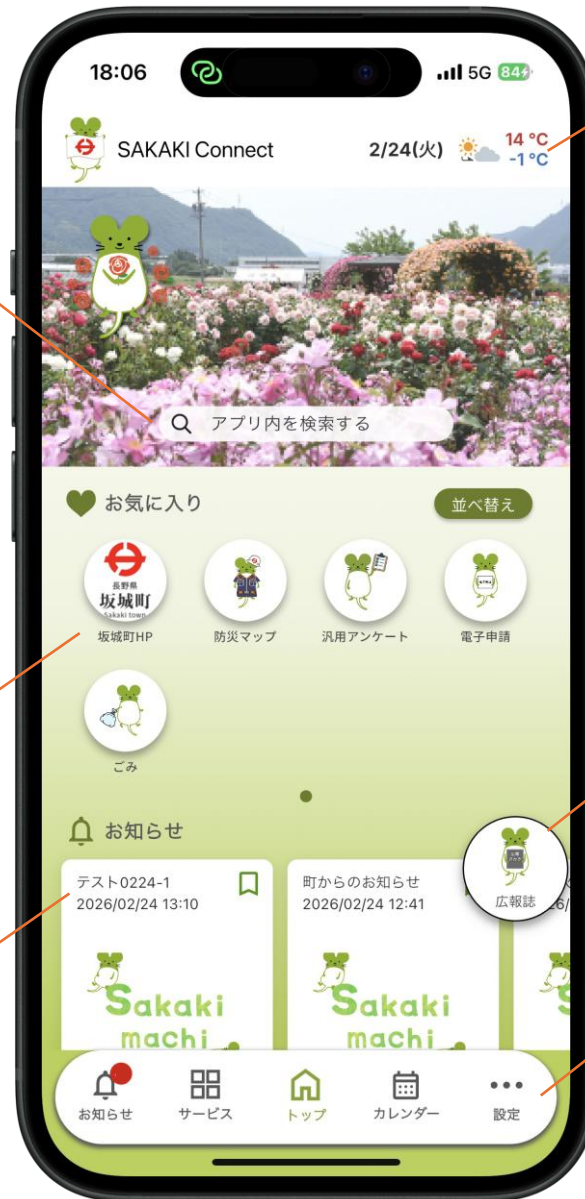 18:06
5G 84
SAKAKI Connect
2/24(火)
14 °C
-1 °C
アプリ内を検索する
お気に入り
並べ替え
長野県
坂城町
Sakaki town
坂城町HP
防災マップ
汎用アンケート
電子申請
ごみ
お知らせ
テスト0224-1
2026/02/24 13:10
町からのお知らせ
2026/02/24 12:41
広報誌
Sakaki
machi
Sakaki
machi
お知らせ
サービス
トップ
カレンダー
設定